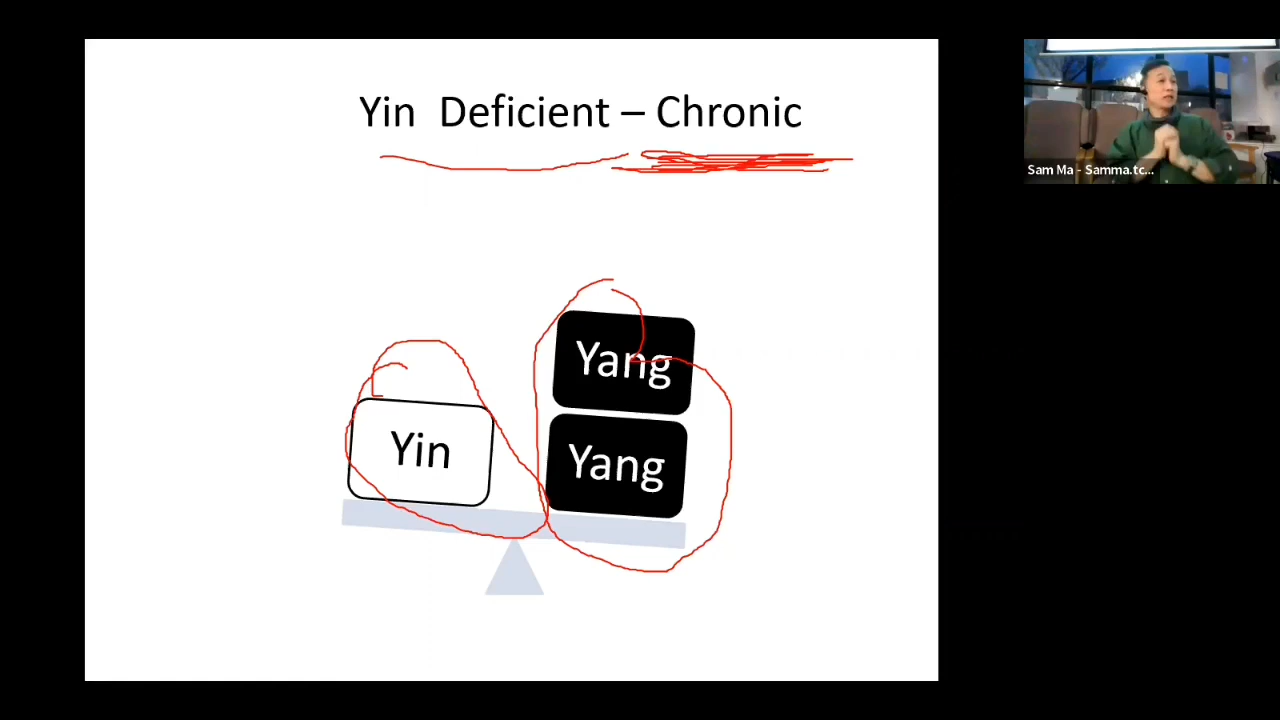 Yin Deficient – Chronic
Yang
Yin
Yang
Sam Ma - Samma.tc...